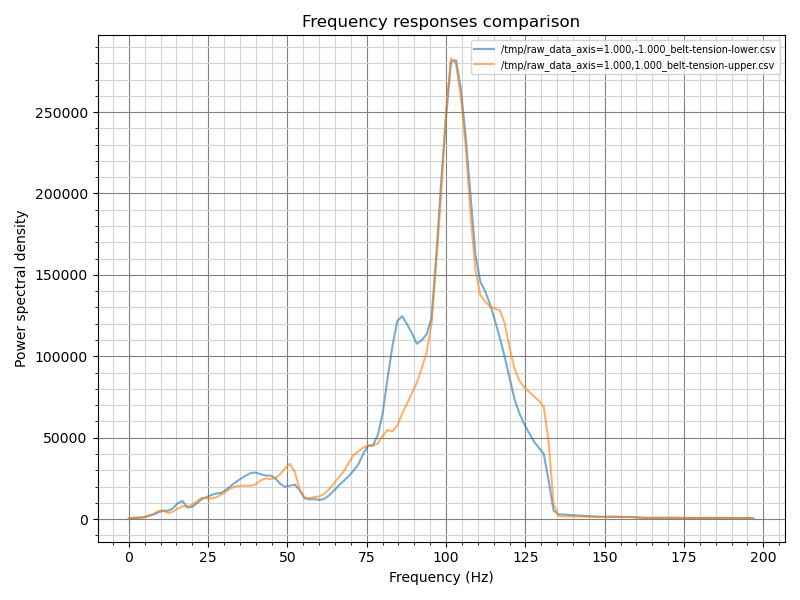 Frequency responses comparison
/tmp/raw_data_axis=1.000,-1.000_belt-tension-lower.csv
/tmp/raw_data_axis=1.000,1.000_belt-tension-upper.csv
Power spectral density
250000
200000
150000
100000
50000
0
0 25 50 75 100 125 150 175 200
Frequency (Hz)